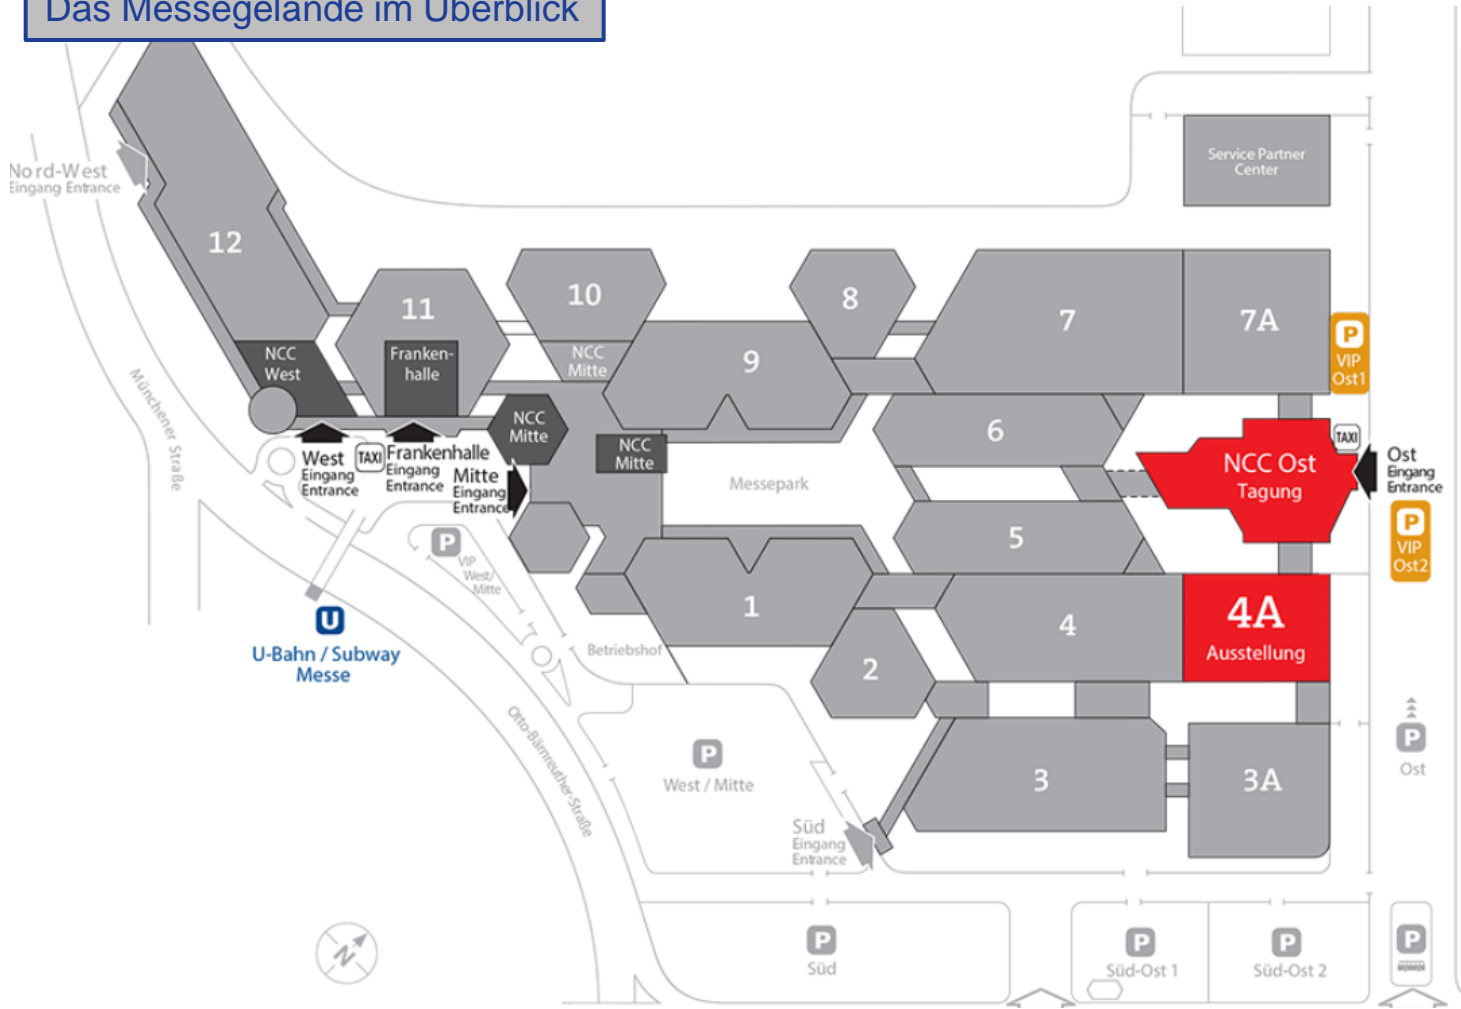 Das Messegelände im Überblick
Service Partner
Center
Nord-West
Eingang Entrance
12
11
10
8
7
7A
9
P
VIP
Ost1
NCC
West
Franken-
halle
NCC
Mitte
NCC
Mitte
NCC
Mitte
6
NCC Ost
Tagung
TAXI
Ost
Eingang
Entrance
Münchener Straße
West
Eingang
Entrance
TAXI
Frankenhalle
Eingang
Entrance
Mitte
Eingang
Entrance
Messepark
P
VIP
West/
Mitte
5
P
VIP
Ost2
U
U-Bahn / Subway
Messe
1
4
4A
Ausstellung
Betriebshof
2
Otto-Bärnreuther-Straße
P
West / Mitte
3
3A
P
Ost
Süd
Eingang
Entrance
N
P
Süd
P
Süd-Ost 1
P
Süd-Ost 2
P